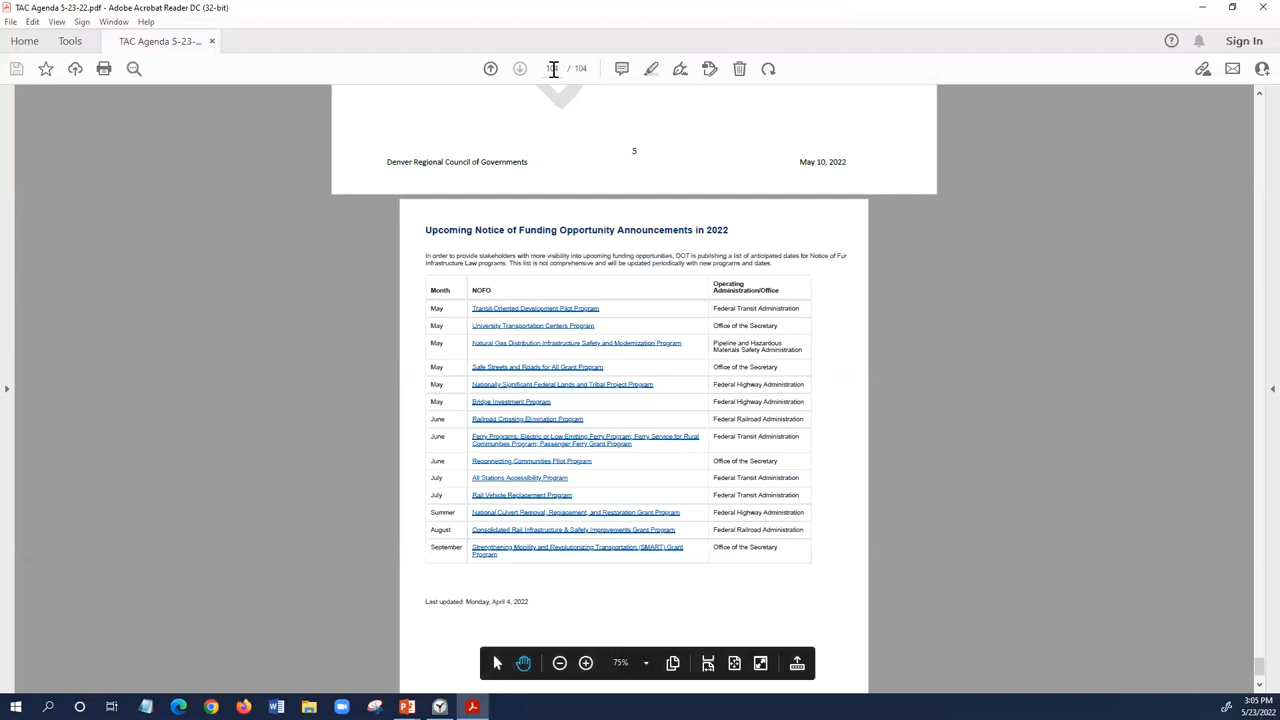 TAC Agenda 5-23-22.pdf - Adobe Acrobat Reader DC (32-bit)
File Edit View Sign Window Help
Home Tools TAC Agenda 5-23-... × Sign In
104 / 104
5
Denver Regional Council of Governments May 10, 2022
Upcoming Notice of Funding Opportunity Announcements in 2022
In order to provide stakeholders with more visibility into upcoming funding opportunities, DOT is publishing a list of anticipated dates for Notice of Fur
Infrastructure Law programs. This list is not comprehensive and will be updated periodically with new programs and dates.
Month NOFO Operating
Administration/Office
May Transit-Oriented Development Pilot Program Federal Transit Administration
May University Transportation Centers Program Office of the Secretary
May Natural Gas Distribution Infrastructure Safety and Modernization Program Pipeline and Hazardous
Materials Safety Administration
May Safe Streets and Roads for All Grant Program Office of the Secretary
May Nationally Significant Federal Lands and Tribal Project Program Federal Highway Administration
May Bridge Investment Program Federal Highway Administration
June Railroad Crossing Elimination Program Federal Railroad Administration
June Ferry Programs: Electric or Low Emitting Ferry Program; Ferry Service for Rural Federal Transit Administration
Communities Program; Passenger Ferry Grant Program
June Reconnecting Communities Pilot Program Office of the Secretary
July All Stations Accessibility Program Federal Transit Administration
July Rail Vehicle Replacement Program Federal Transit Administration
Summer National Culvert Removal, Replacement, and Restoration Grant Program Federal Highway Administration
August Consolidated Rail Infrastructure & Safety Improvements Grant Program Federal Railroad Administration
September Strengthening Mobility and Revolutionizing Transportation (SMART) Grant Office of the Secretary
Program
Last updated: Monday, April 4, 2022
75%
3:05 PM
5/23/2022